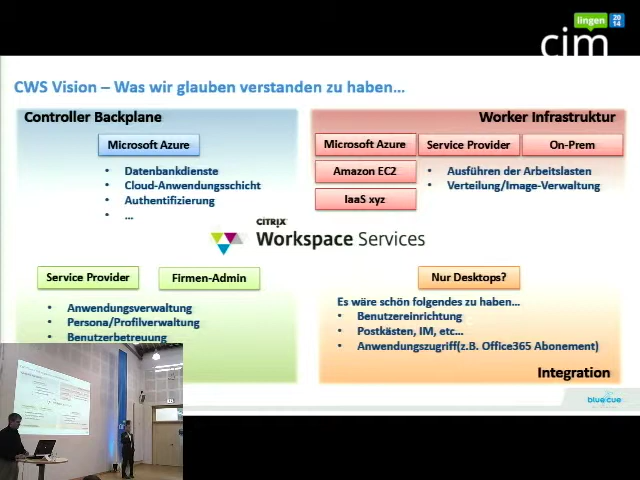 lingen 20 14
cim
CWS Vision – Was wir glauben verstanden zu haben...
Controller Backplane
Worker Infrastruktur
Microsoft Azure
Microsoft Azure
Service Provider
On-Prem
Amazon EC2
IaaS xyz
• Datenbankdienste
• Cloud-Anwendungsschicht
• Authentifizierung
• ...
• Ausführen der Arbeitslasten
• Verteilung/Image-Verwaltung
CITRIX
Workspace Services
Service Provider
Firmen-Admin
Nur Desktops?
• Anwendungsverwaltung
• Persona/Profilverwaltung
• Benutzerbetreuung
Es wäre schön folgendes zu haben...
• Benutzereinrichtung
• Postkästen, IM, etc...
• Anwendungzugriff(z.B. Office365 Abonement)
Integration
blue cue